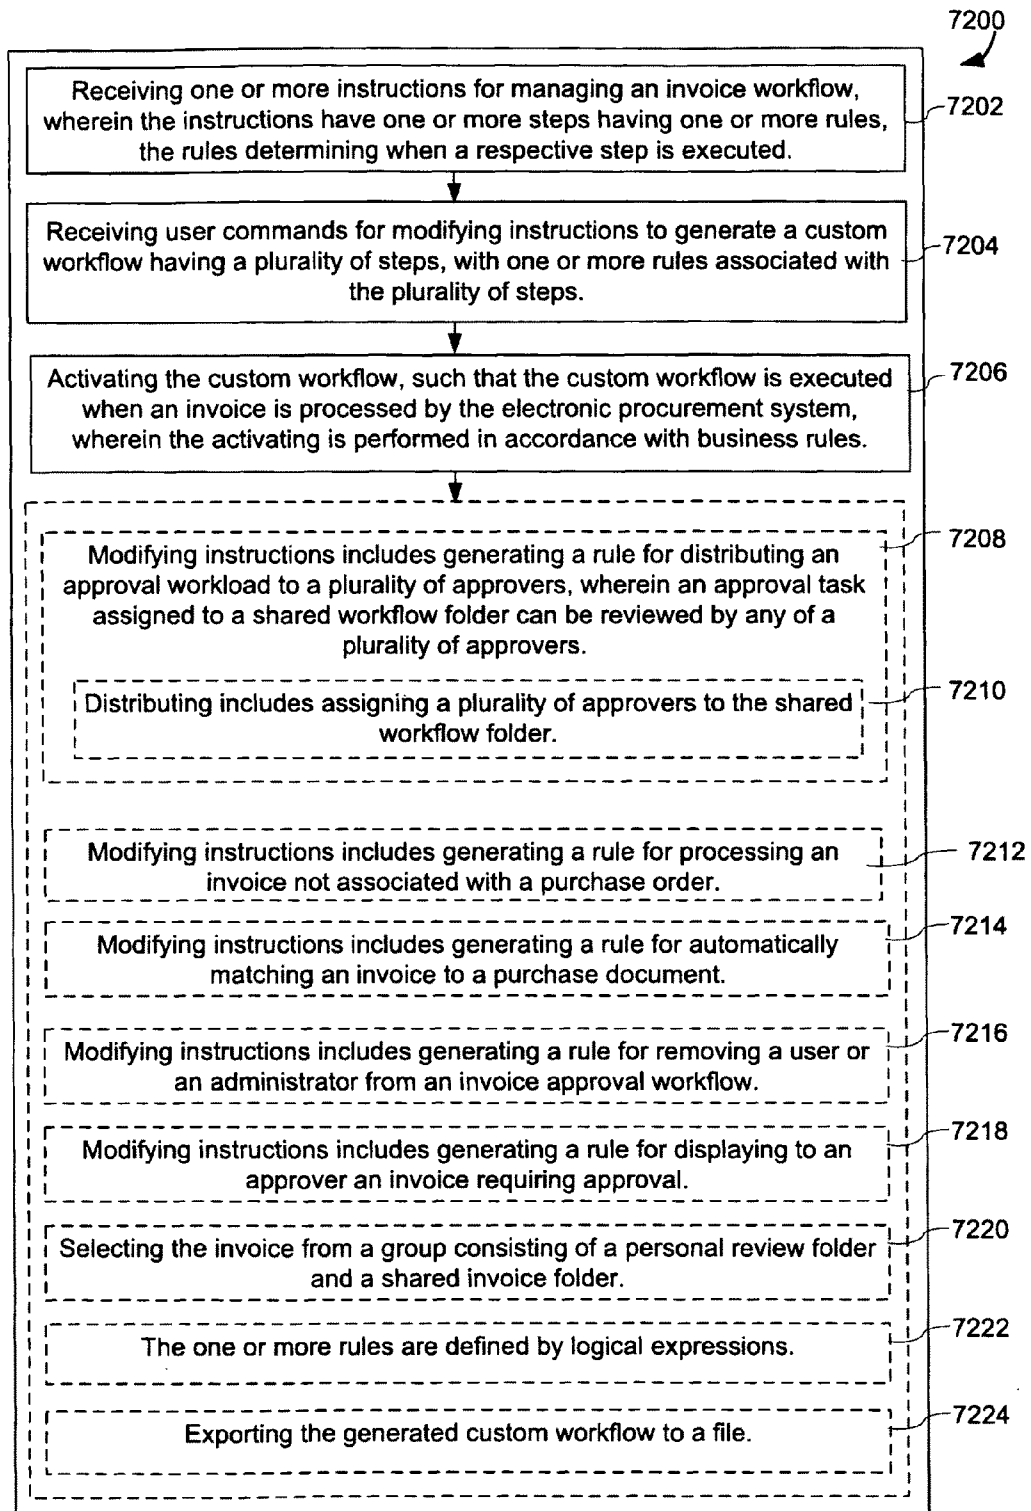 7200
Receiving one or more instructions for managing an invoice workflow,
wherein the instructions have one or more steps having one or more rules,
the rules determining when a respective step is executed.
7202
Receiving user commands for modifying instructions to generate a custom
workflow having a plurality of steps, with one or more rules associated with
the plurality of steps.
7204
Activating the custom workflow, such that the custom workflow is executed
when an invoice is processed by the electronic procurement system,
wherein the activating is performed in accordance with business rules.
7206
Modifying instructions includes generating a rule for distributing an
approval workload to a plurality of approvers, wherein an approval task
assigned to a shared workflow folder can be reviewed by any of a
plurality of approvers.
7208
Distributing includes assigning a plurality of approvers to the shared
workflow folder.
7210
Modifying instructions includes generating a rule for processing an
invoice not associated with a purchase order.
7212
Modifying instructions includes generating a rule for automatically
matching an invoice to a purchase document.
7214
Modifying instructions includes generating a rule for removing a user or
an administrator from an invoice approval workflow.
7216
Modifying instructions includes generating a rule for displaying to an
approver an invoice requiring approval.
7218
Selecting the invoice from a group consisting of a personal review folder
and a shared invoice folder.
7220
The one or more rules are defined by logical expressions.
7222
Exporting the generated custom workflow to a file.
7224